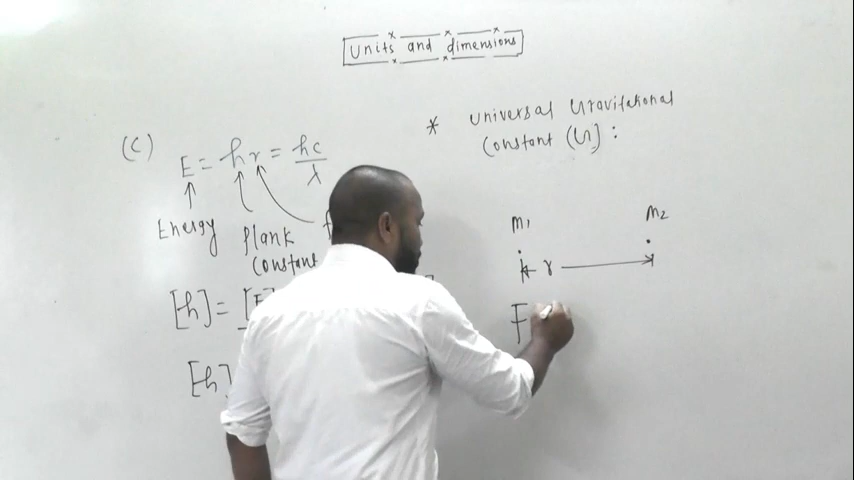 Units and dimensions
(C)
E = hν = hc/λ
Energy
plank
constant
[h] = [E]
[h]
* Universal Gravitational
Constant (G) :
m1 m2
r
F